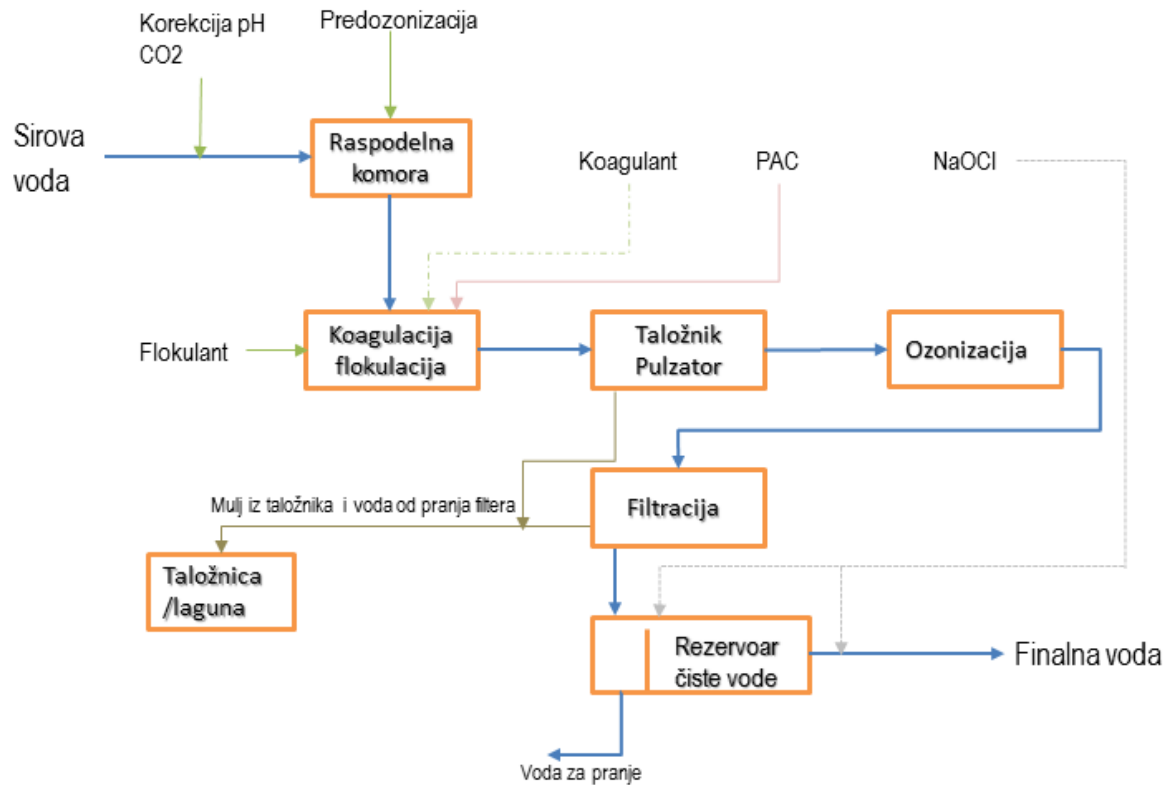 Korekcija pH
CO2
Predozonizacija
Sirova
voda
Raspodelna
komora
Koagulant
PAC
NaOCl
Flokulant
Koagulacija
flokulacija
Taložnik
Pulzator
Ozonizacija
Mulj iz taložnika i voda od pranja filtera
Filtracija
Taložnica
/laguna
Rezervoar
čiste vode
Finalna voda
Voda za pranje